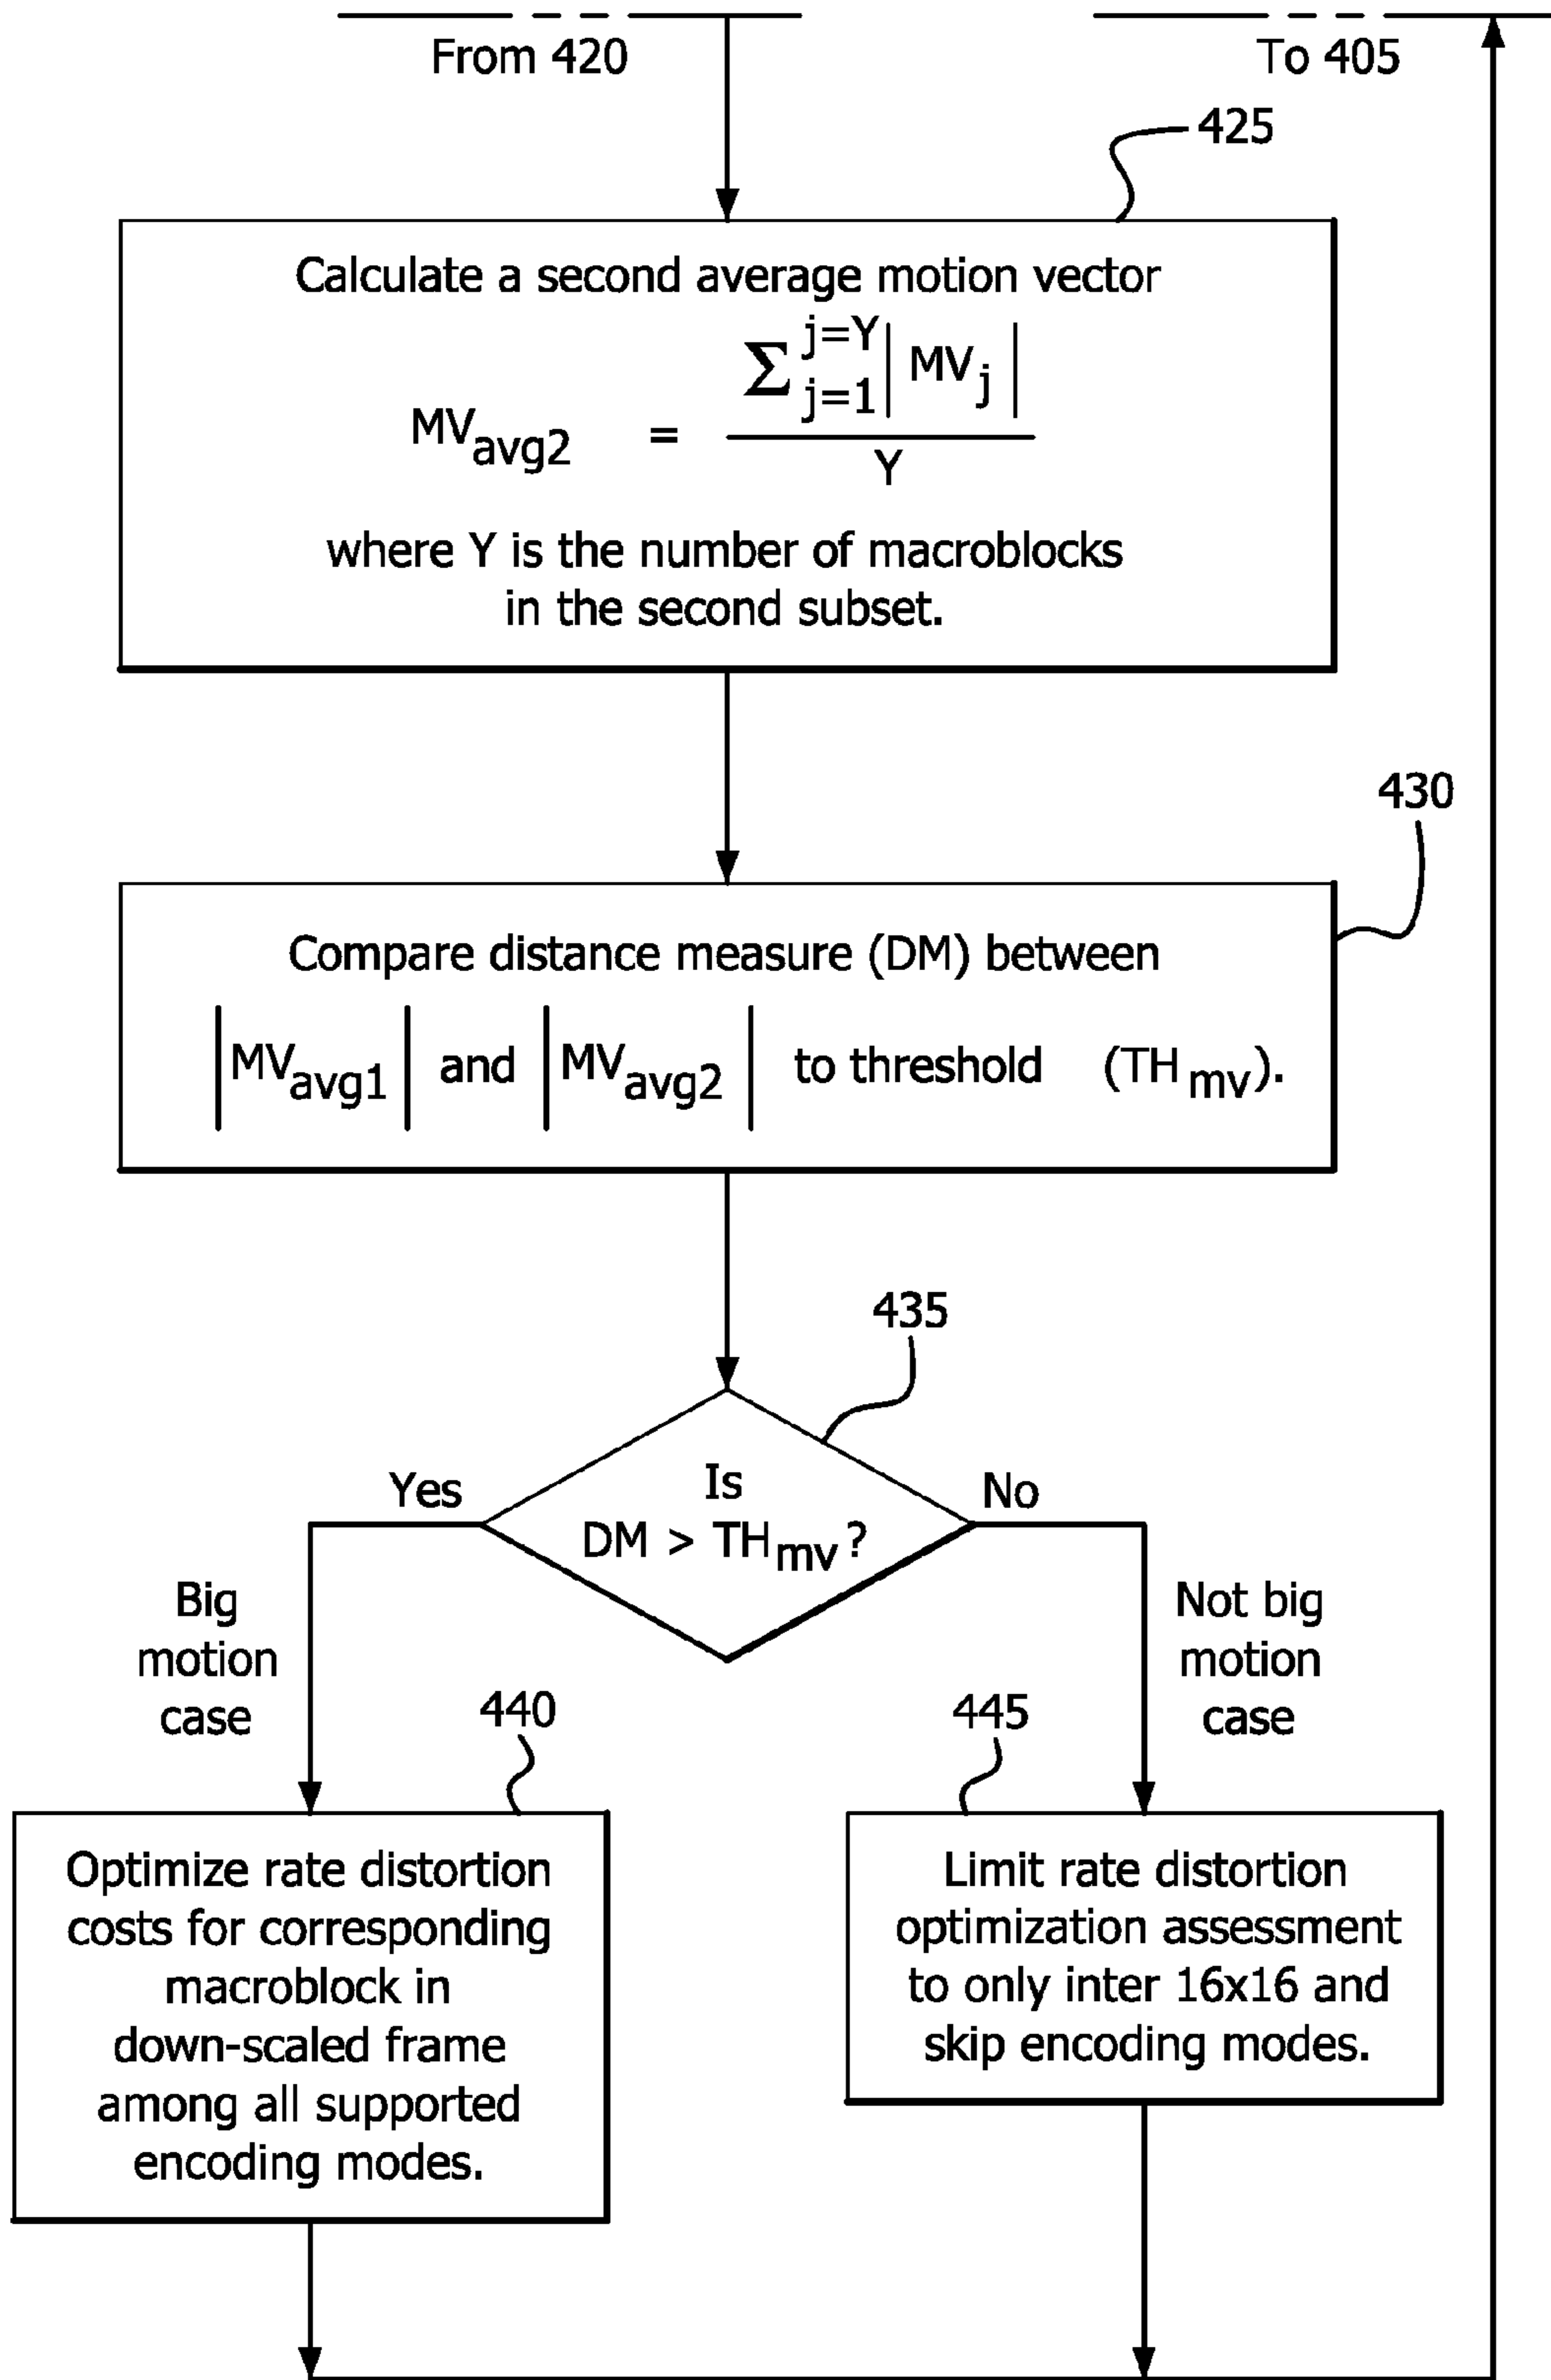 From 420
To 405
425
Calculate a second average motion vector
MVavg2 = ∑ j=Y j=1 | MVj | / Y
where Y is the number of macroblocks
in the second subset.
430
Compare distance measure (DM) between
|MVavg1| and |MVavg2| to threshold (THmv).
435
Is
DM > THmv?
Yes
No
Big
motion
case
Not big
motion
case
440
445
Optimize rate distortion
costs for corresponding
macroblock in
down-scaled frame
among all supported
encoding modes.
Limit rate distortion
optimization assessment
to only inter 16x16 and
skip encoding modes.